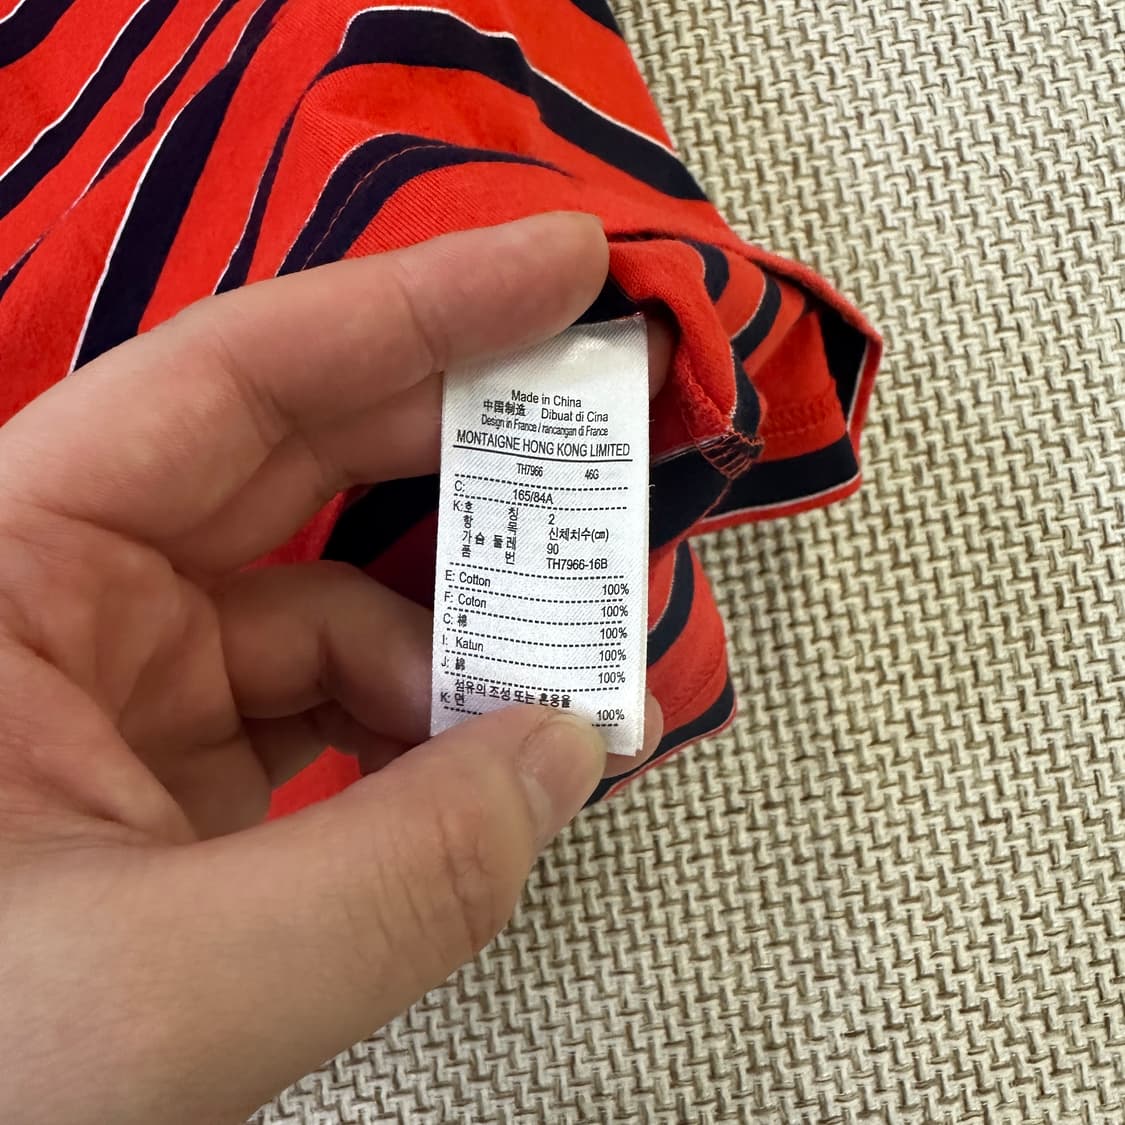 Made in China
中国制造 Dibuat di Cina
Design in France / rancangan di France
MONTAIGNE HONG KONG LIMITED
TH7966 46G
C: 165/84A
K:호 칭 2
항 목 신체치수(㎝)
가슴 둘레 90
품 번 TH7966-16B
E: Cotton 100%
F: Coton 100%
C: 棉 100%
I: Katun 100%
J: 綿 100%
섬유의 조성 또는 혼용율
K: 면 100%